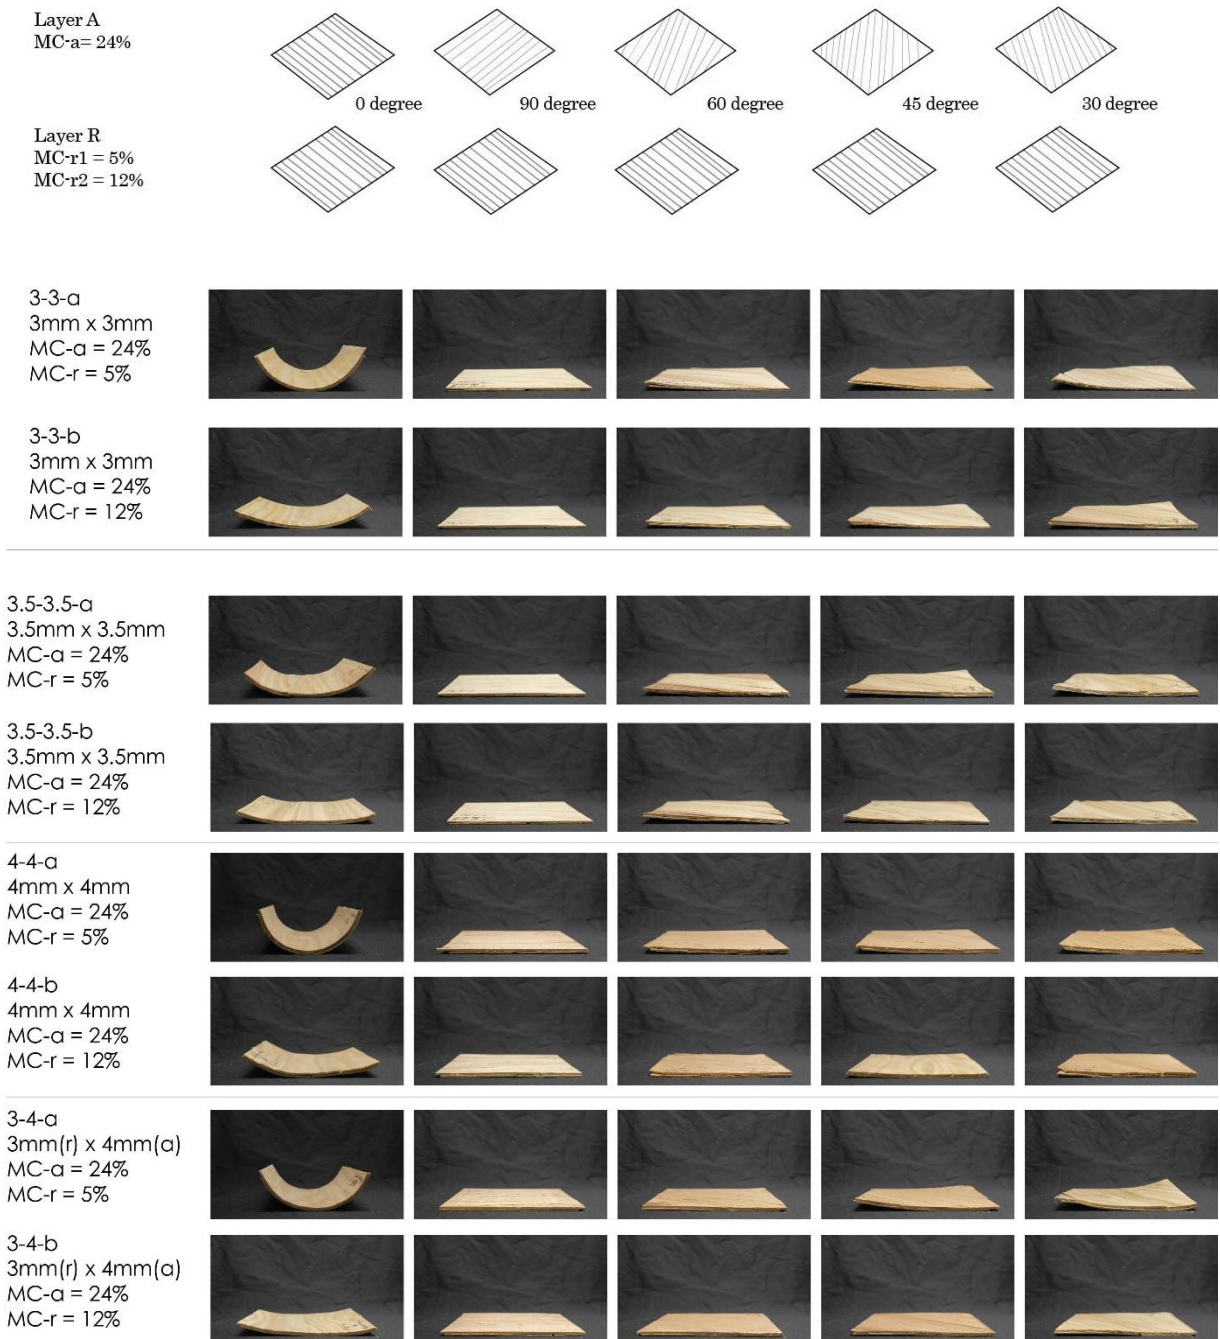 Layer A
MC-a= 24%
0 degree
90 degree
60 degree
45 degree
30 degree
Layer R
MC-r1 = 5%
MC-r2 = 12%
3-3-a
3mm x 3mm
MC-a = 24%
MC-r = 5%
3-3-b
3mm x 3mm
MC-a = 24%
MC-r = 12%
3.5-3.5-a
3.5mm x 3.5mm
MC-a = 24%
MC-r = 5%
3.5-3.5-b
3.5mm x 3.5mm
MC-a = 24%
MC-r = 12%
4-4-a
4mm x 4mm
MC-a = 24%
MC-r = 5%
4-4-b
4mm x 4mm
MC-a = 24%
MC-r = 12%
3-4-a
3mm(r) x 4mm(a)
MC-a = 24%
MC-r = 5%
3-4-b
3mm(r) x 4mm(a)
MC-a = 24%
MC-r = 12%